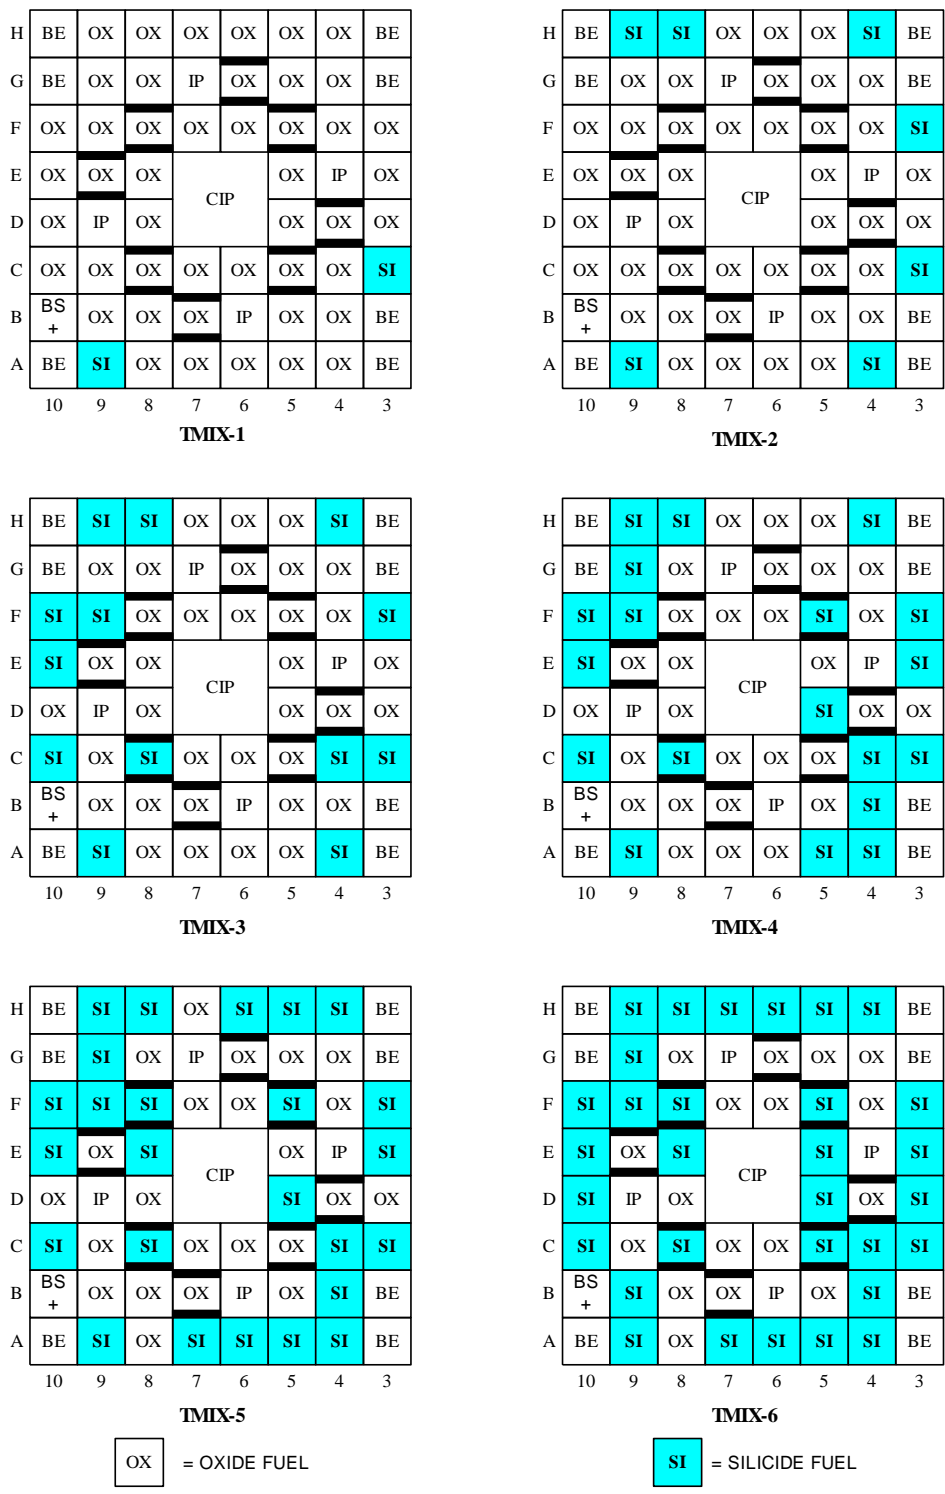 H BE OX OX OX OX OX OX BE
G BE OX OX IP OX OX OX BE
F OX OX OX OX OX OX OX OX
E OX OX OX OX IP OX
CIP
D OX IP OX OX OX OX
C OX OX OX OX OX OX OX SI
B BS + OX OX OX IP OX OX BE
A BE SI OX OX OX OX OX BE
10 9 8 7 6 5 4 3
TMIX-1
H BE SI SI OX OX OX SI BE
G BE OX OX IP OX OX OX BE
F OX OX OX OX OX OX OX SI
E OX OX OX OX IP OX
CIP
D OX IP OX OX OX OX
C OX OX OX OX OX OX OX SI
B BS + OX OX OX IP OX OX BE
A BE SI OX OX OX OX SI BE
10 9 8 7 6 5 4 3
TMIX-2
H BE SI SI OX OX OX SI BE
G BE OX OX IP OX OX OX BE
F SI SI OX OX OX OX OX SI
E SI OX OX OX IP OX
CIP
D OX IP OX OX OX OX
C SI OX SI OX OX OX SI SI
B BS + OX OX OX IP OX OX BE
A BE SI OX OX OX OX SI BE
10 9 8 7 6 5 4 3
TMIX-3
H BE SI SI OX OX OX SI BE
G BE SI OX IP OX OX OX BE
F SI SI OX OX OX SI OX SI
E SI OX OX OX IP SI
CIP
D OX IP OX SI OX OX
C SI OX SI OX OX OX SI SI
B BS + OX OX OX IP OX SI BE
A BE SI OX OX OX SI SI BE
10 9 8 7 6 5 4 3
TMIX-4
H BE SI SI OX SI SI SI BE
G BE SI OX IP OX OX OX BE
F SI SI SI OX OX SI OX SI
E SI OX SI OX IP SI
CIP
D OX IP OX SI OX OX
C SI OX SI OX OX OX SI SI
B BS + OX OX OX IP OX SI BE
A BE SI OX SI SI SI SI BE
10 9 8 7 6 5 4 3
TMIX-5
H BE SI SI SI SI SI SI BE
G BE SI OX IP OX OX OX BE
F SI SI SI OX OX SI OX SI
E SI OX SI SI IP SI
CIP
D SI IP OX SI OX SI
C SI OX SI OX OX SI SI SI
B BS + SI OX OX IP OX SI BE
A BE SI OX SI SI SI SI BE
10 9 8 7 6 5 4 3
TMIX-6
OX = OXIDE FUEL
SI = SILICIDE FUEL